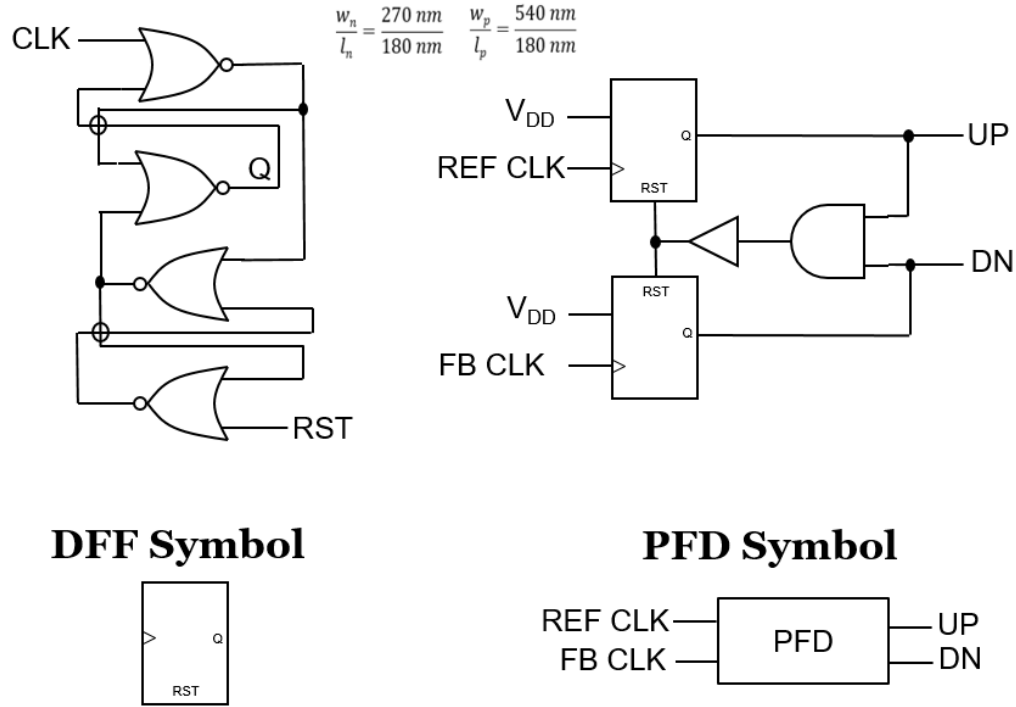 CLK
wn/ln = 270 nm/180 nm wp/lp = 540 nm/180 nm
Q
RST
VDD
Q
UP
REF CLK
RST
DN
RST
VDD
Q
FB CLK
DFF Symbol
Q
RST
PFD Symbol
REF CLK
UP
PFD
FB CLK
DN